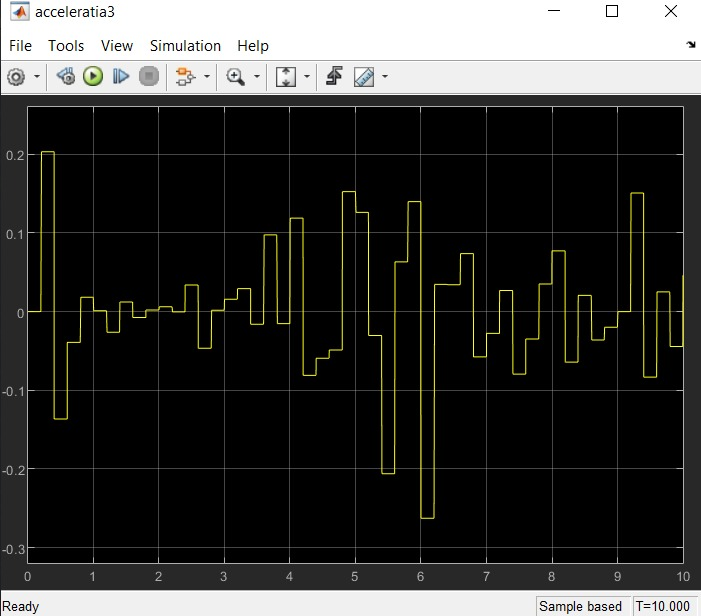 acceleratia3
File Tools View Simulation Help
0.2
0.1
0
-0.1
-0.2
-0.3
0 1 2 3 4 5 6 7 8 9 10
Ready Sample based T=10.000